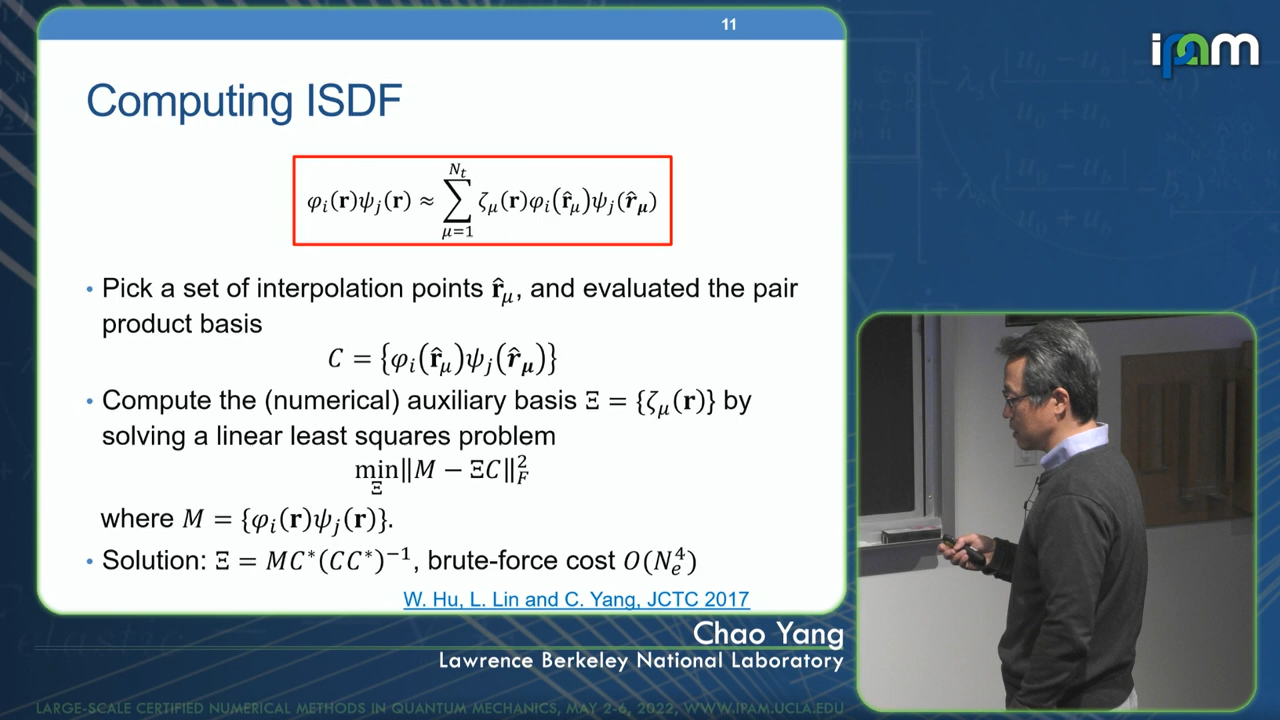 11
ipam
Computing ISDF
φᵢ(𝐫)ψⱼ(𝐫) ≈ ∑_{μ=1}^{N_t} ζ_μ(𝐫)φᵢ(𝐫̂_μ)ψⱼ(𝒓̂_𝝁)
• Pick a set of interpolation points 𝐫̂_μ, and evaluated the pair
product basis
C = {φᵢ(𝐫̂_μ)ψⱼ(𝒓̂_𝝁)}
• Compute the (numerical) auxiliary basis Ξ = {ζ_μ(𝐫)} by
solving a linear least squares problem
min_Ξ ‖M − ΞC‖²_F
where M = {φᵢ(𝐫)ψⱼ(𝐫)}.
• Solution: Ξ = MC*(CC*)⁻¹, brute-force cost O(N_e⁴)
W. Hu, L. Lin and C. Yang, JCTC 2017
Chao Yang
Lawrence Berkeley National Laboratory
LARGE-SCALE CERTIFIED NUMERICAL METHODS IN QUANTUM MECHANICS, MAY 2-6, 2022, WWW.IPAM.UCLA.EDU